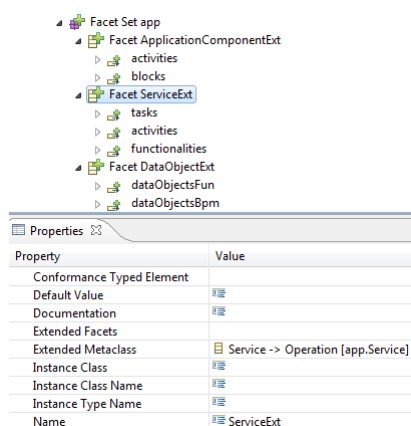 Facet Set app
Facet ApplicationComponentExt
activities
blocks
Facet ServiceExt
tasks
activities
functionalities
Facet DataObjectExt
dataObjectsFun
dataObjectsBpm
Properties
Property Value
Conformance Typed Element
Default Value
Documentation
Extended Facets
Extended Metaclass Service -> Operation [app.Service]
Instance Class
Instance Class Name
Instance Type Name
Name ServiceExt